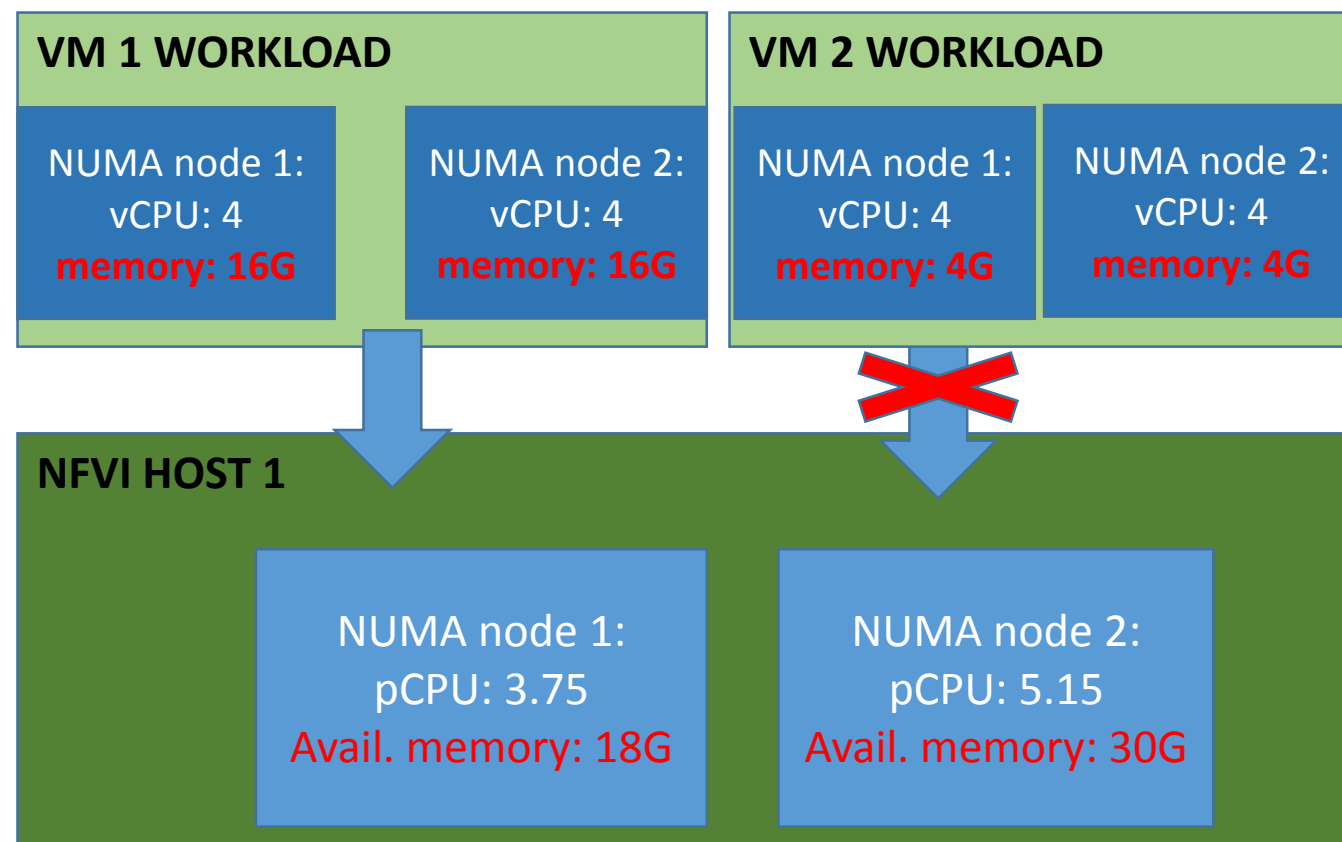 VM 1 WORKLOAD
NUMA node 1:
vCPU: 4
memory: 16G
NUMA node 2:
vCPU: 4
memory: 16G
VM 2 WORKLOAD
NUMA node 1:
vCPU: 4
memory: 4G
NUMA node 2:
vCPU: 4
memory: 4G
NFVI HOST 1
NUMA node 1:
pCPU: 3.75
Avail. memory: 18G
NUMA node 2:
pCPU: 5.15
Avail. memory: 30G